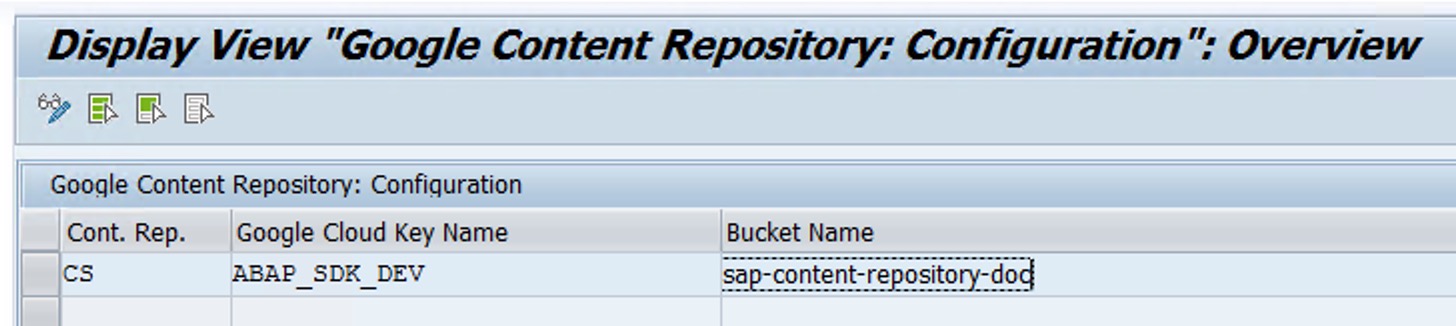 Display View "Google Content Repository: Configuration": Overview
Google Content Repository: Configuration
Cont. Rep. Google Cloud Key Name Bucket Name
CS ABAP_SDK_DEV sap-content-repository-doc